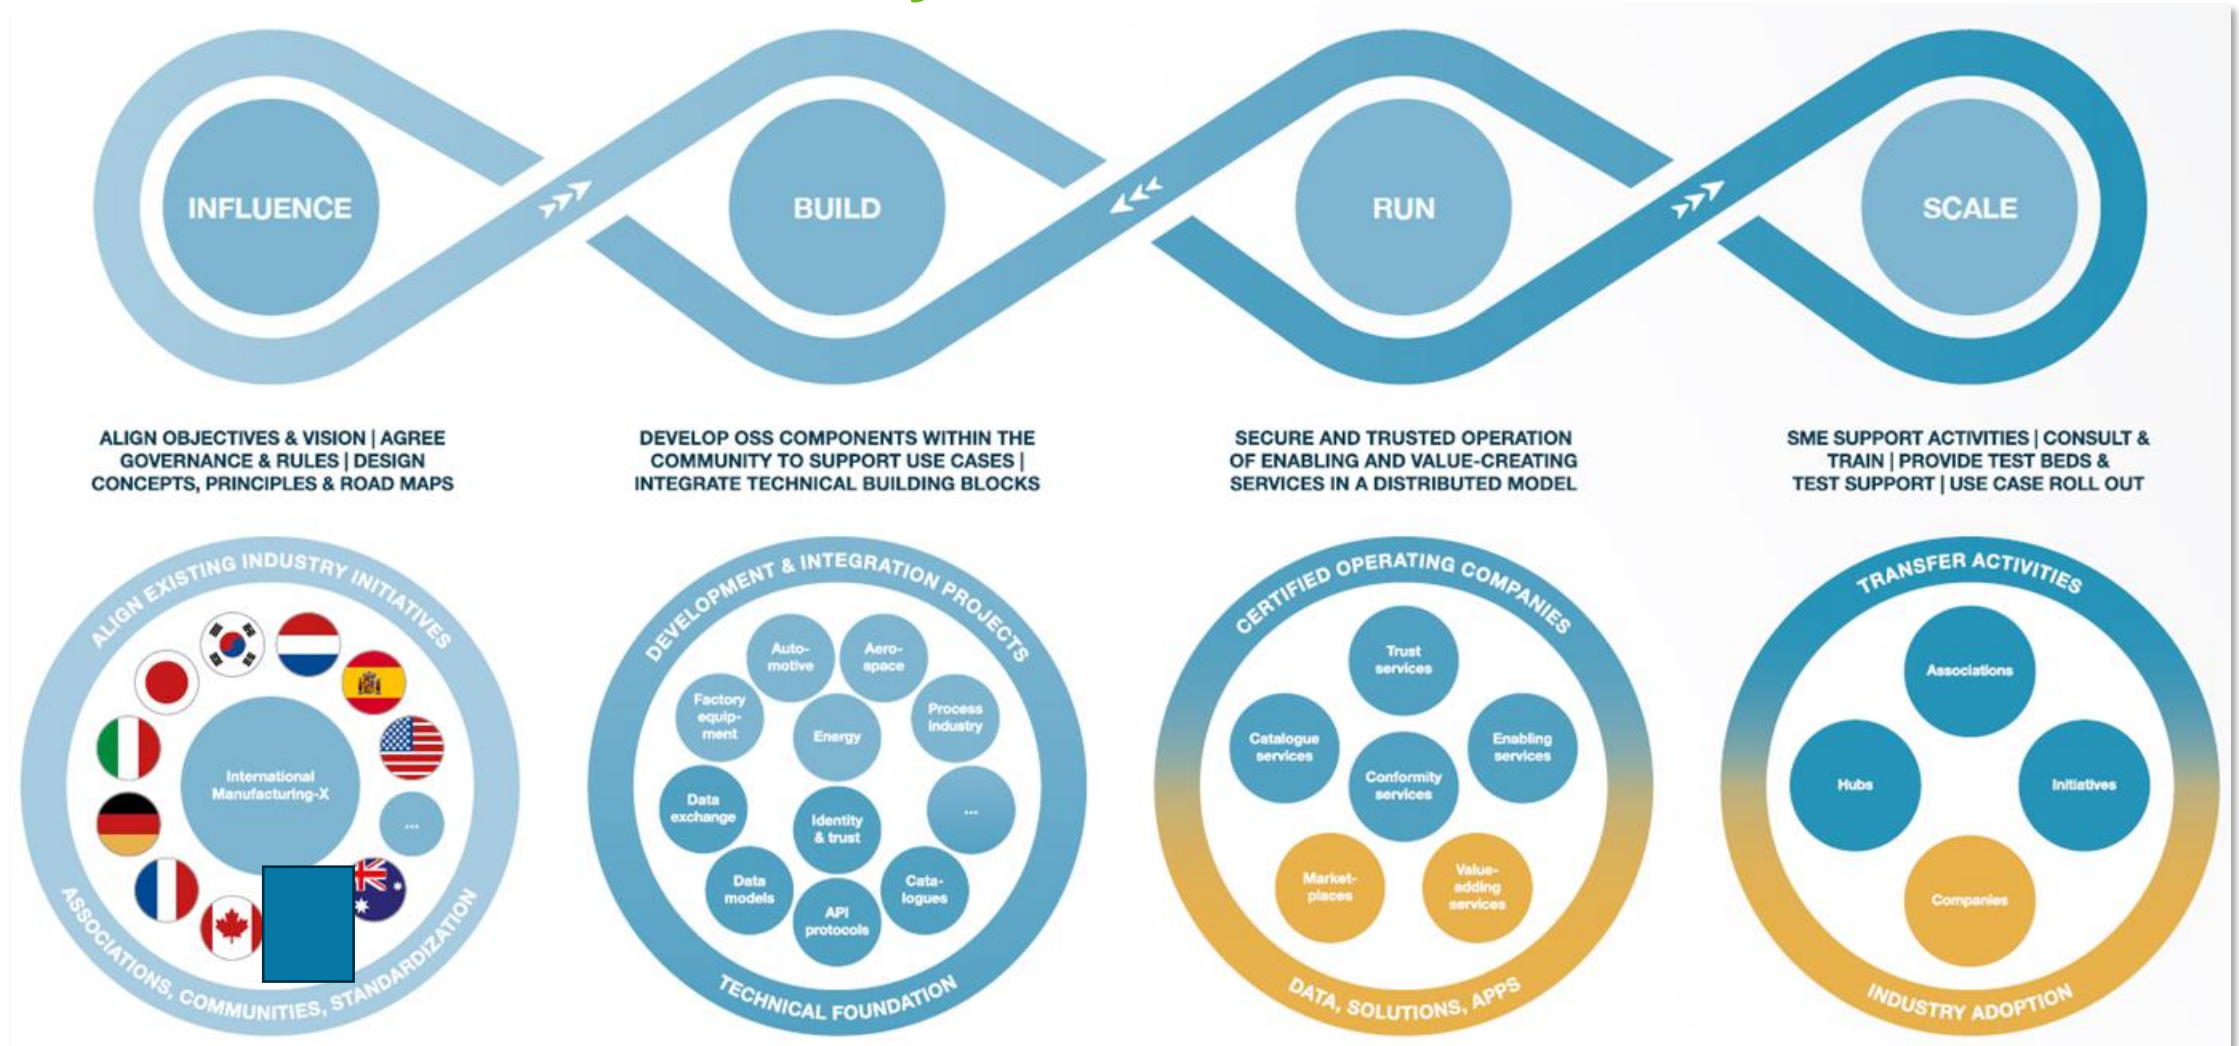 INFLUENCE
BUILD
RUN
SCALE
ALIGN OBJECTIVES & VISION | AGREE
GOVERNANCE & RULES | DESIGN
CONCEPTS, PRINCIPLES & ROAD MAPS
DEVELOP OSS COMPONENTS WITHIN THE
COMMUNITY TO SUPPORT USE CASES |
INTEGRATE TECHNICAL BUILDING BLOCKS
SECURE AND TRUSTED OPERATION
OF ENABLING AND VALUE-CREATING
SERVICES IN A DISTRIBUTED MODEL
SME SUPPORT ACTIVITIES | CONSULT &
TRAIN | PROVIDE TEST BEDS &
TEST SUPPORT | USE CASE ROLL OUT
ALIGN EXISTING INDUSTRY INITIATIVES
International
Manufacturing-X
...
ASSOCIATIONS, COMMUNITIES, STANDARDIZATION
DEVELOPMENT & INTEGRATION PROJECTS
Auto-
motive
Aero-
space
Factory
equip-
ment
Energy
Process
industry
Data
exchange
Identity
& trust
...
Data
models
API
protocols
Cata-
logues
TECHNICAL FOUNDATION
CERTIFIED OPERATING COMPANIES
Trust
services
Catalogue
services
Conformity
services
Enabling
services
Market-
places
Value-
adding
services
DATA, SOLUTIONS, APPS
TRANSFER ACTIVITIES
Associations
Hubs
Initiatives
Companies
INDUSTRY ADOPTION